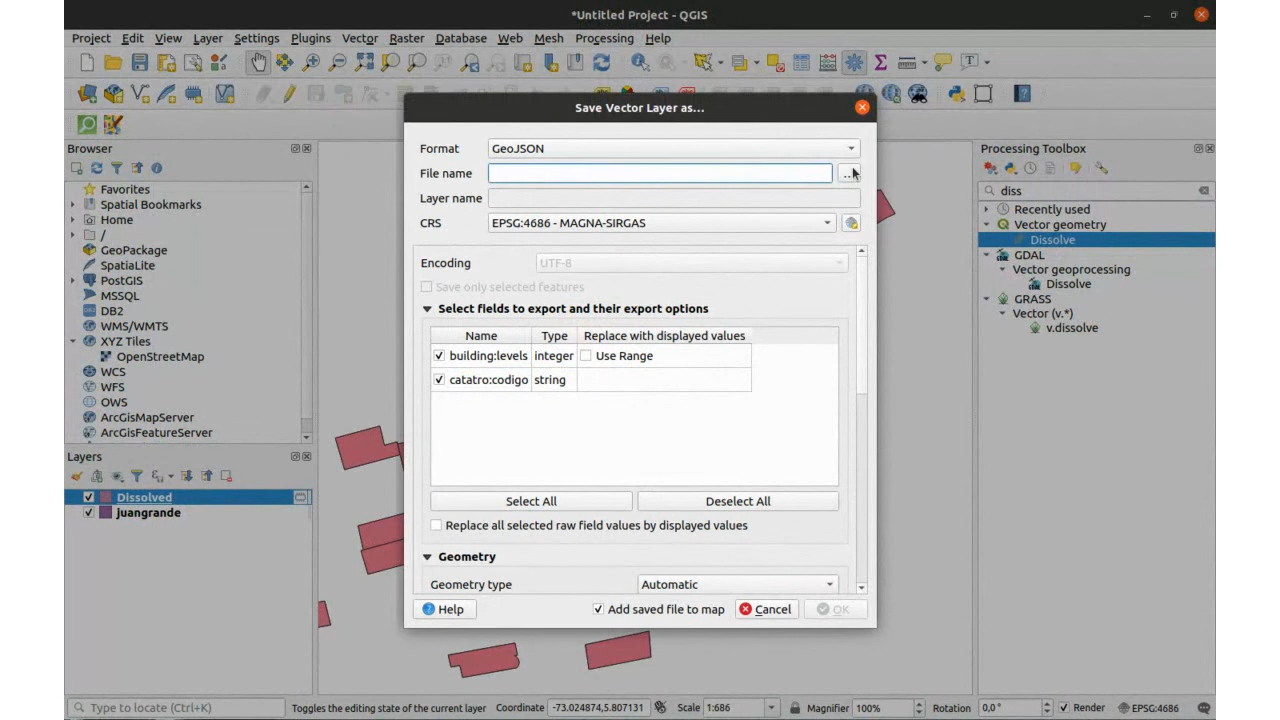 *Untitled Project - QGIS
Project Edit View Layer Settings Plugins Vector Raster Database Web Mesh Processing Help
Save Vector Layer as...
Format GeoJSON
File name
Layer name
CRS EPSG:4686 - MAGNA-SIRGAS
Encoding UTF-8
Save only selected features
Select fields to export and their export options
Name Type Replace with displayed values
building:levels integer Use Range
catatro:codigo string
Select All Deselect All
Replace all selected raw field values by displayed values
Geometry
Geometry type Automatic
Help Add saved file to map Cancel OK
Browser
Favorites
Spatial Bookmarks
Home
/
GeoPackage
SpatiaLite
PostGIS
MSSQL
DB2
WMS/WMTS
XYZ Tiles
OpenStreetMap
WCS
WFS
OWS
ArcGisMapServer
ArcGisFeatureServer
Layers
Dissolved
juangrande
Processing Toolbox
diss
Recently used
Vector geometry
Dissolve
GDAL
Vector geoprocessing
Dissolve
GRASS
Vector (v.*)
v.dissolve
Type to locate (Ctrl+K) Toggles the editing state of the current layer Coordinate -73.024874,5.807131 Scale 1:686 Magnifier 100% Rotation 0,0° Render EPSG:4686